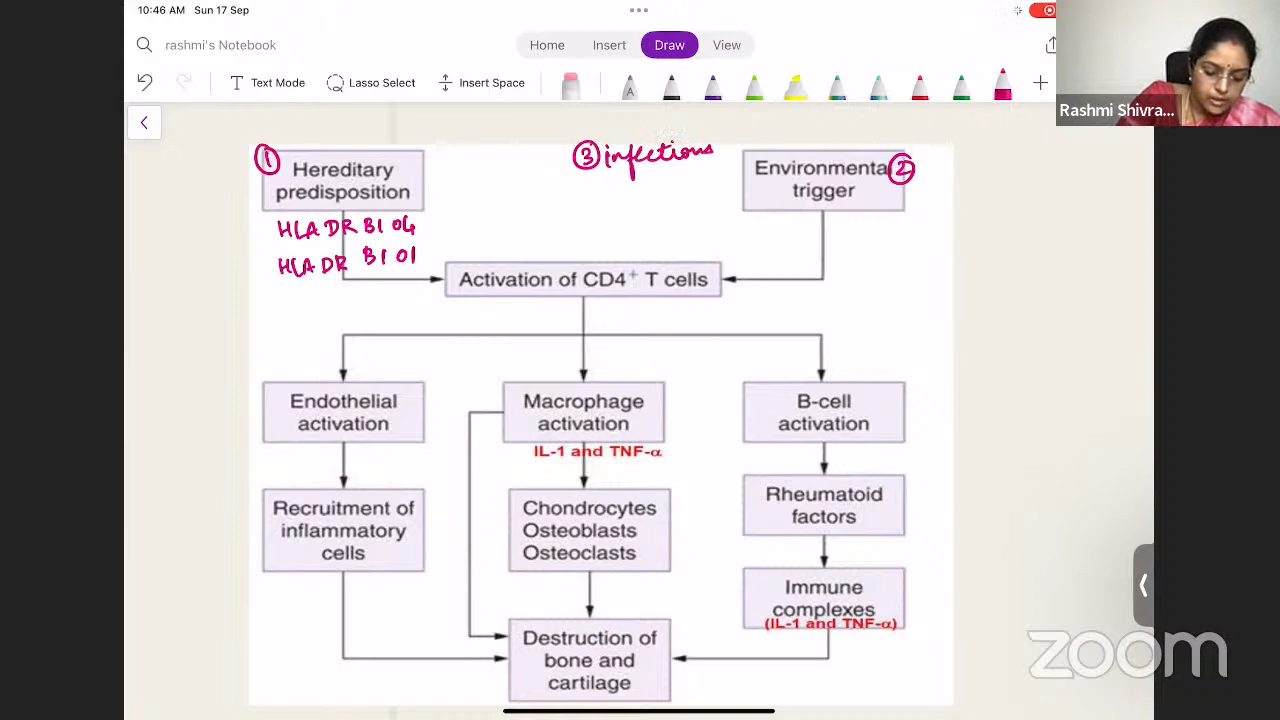 10:46 AM Sun 17 Sep
rashmi's Notebook
Home Insert Draw View
Text Mode Lasso Select Insert Space
A
Rashmi Shivra...
① Hereditary
predisposition
③ infections
Environmental ②
trigger
HLA DR B1 04
HLA DR B1 01
Activation of CD4+ T cells
Endothelial
activation
Macrophage
activation
IL-1 and TNF-α
B-cell
activation
Recruitment of
inflammatory
cells
Chondrocytes
Osteoblasts
Osteoclasts
Rheumatoid
factors
Immune
complexes
(IL-1 and TNF-α)
Destruction of
bone and
cartilage
zoom